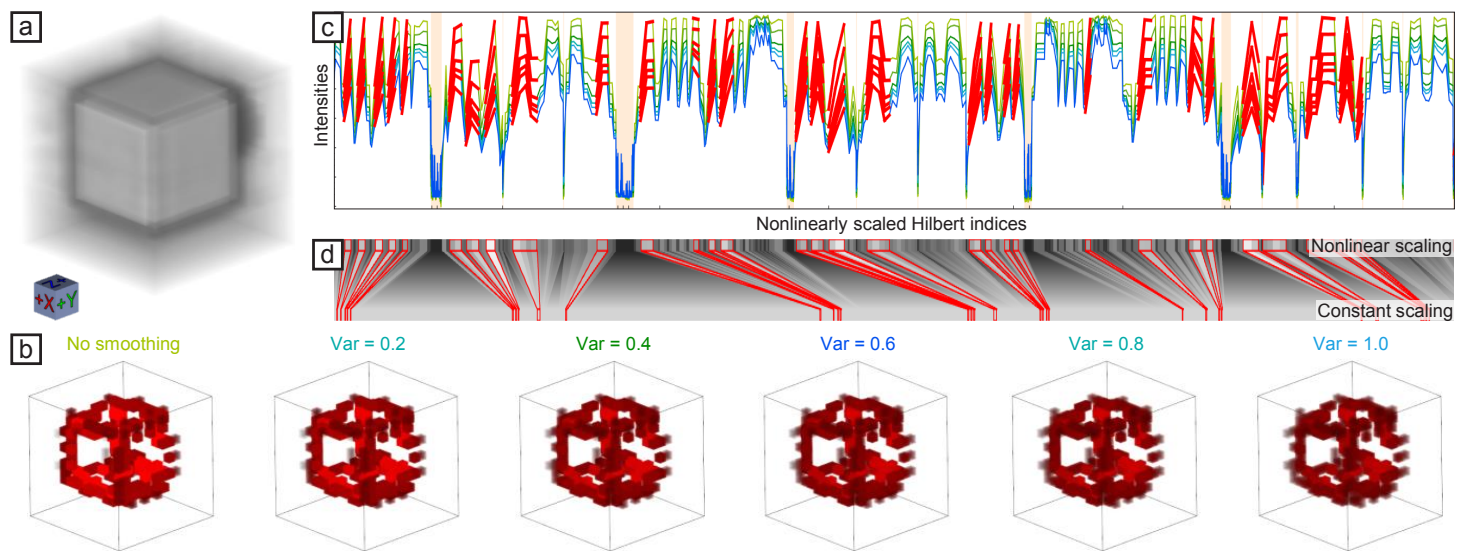 a
c
Intensities
Nonlinearly scaled Hilbert indices
d
Nonlinear scaling
Constant scaling
+X +Y
b
No smoothing
Var = 0.2
Var = 0.4
Var = 0.6
Var = 0.8
Var = 1.0